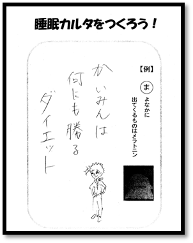 睡眠カルタをつくろう!
【例】
ま
よなかに
出てくるものはメラトニン
かいみんは
何にも勝る
ダイエット